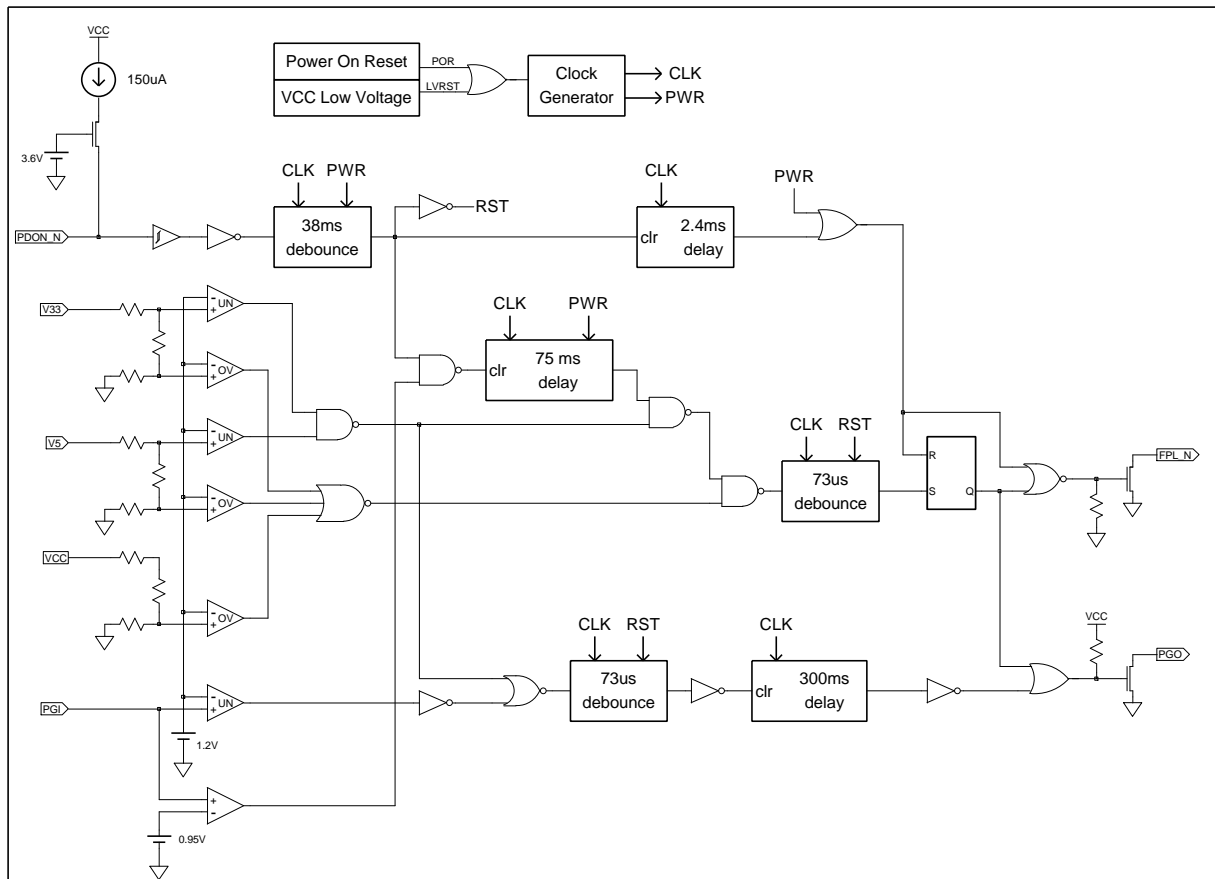 VCC
150uA
3.6V
Power On Reset
VCC Low Voltage
POR
LVRST
Clock
Generator
CLK
PWR
CLK
PWR
38ms
debounce
RST
CLK
clr
2.4ms
delay
PWR
PDON_N
V33
-
+
UN
-
+
OV
CLK
PWR
clr
75 ms
delay
V5
-
+
UN
-
+
OV
CLK
RST
73us
debounce
R
S
Q
FPL_N
VCC
-
+
OV
CLK
RST
73us
debounce
CLK
clr
300ms
delay
VCC
PGO
PGI
-
+
UN
1.2V
+
-
0.95V